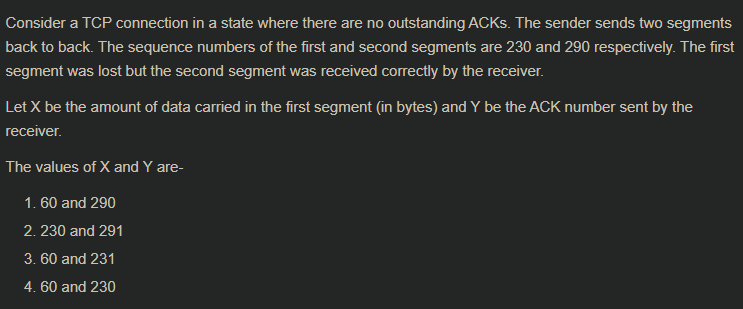 Consider a TCP connection in a state where there are no outstanding ACKs. The sender sends two segments
back to back. The sequence numbers of the first and second segments are 230 and 290 respectively. The first
segment was lost but the second segment was received correctly by the receiver.
Let X be the amount of data carried in the first segment (in bytes) and Y be the ACK number sent by the
receiver.
The values of X and Y are-
1. 60 and 290
2. 230 and 291
3. 60 and 231
4. 60 and 230